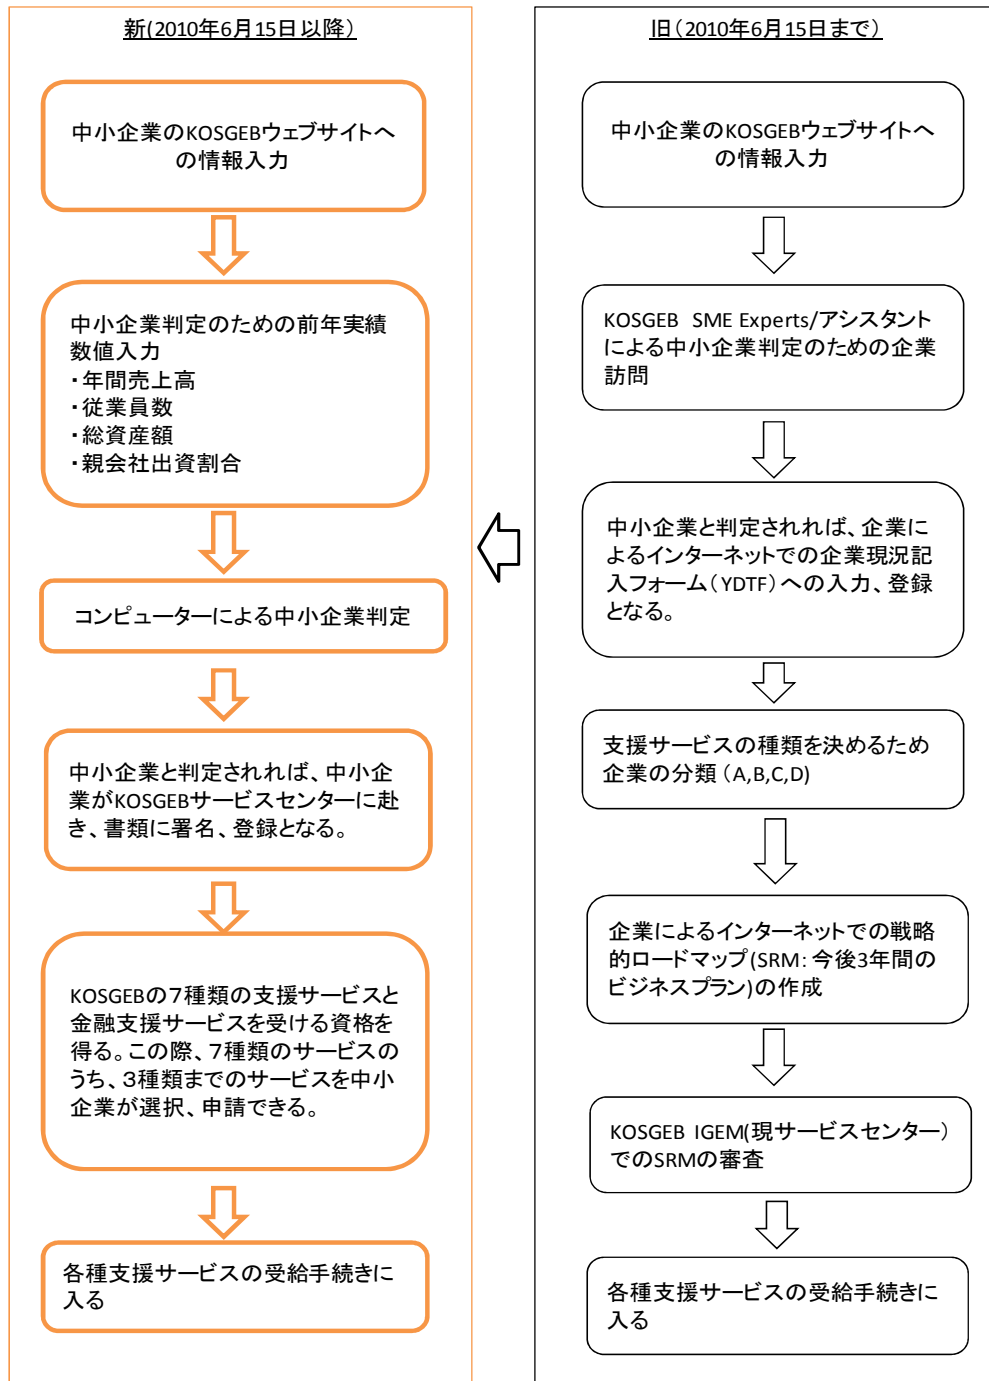 新(2010年6月15日以降)
中小企業のKOSGEBウェブサイトへ
の情報入力
中小企業判定のための前年実績
数値入力
・年間売上高
・従業員数
・総資産額
・親会社出資割合
コンピューターによる中小企業判定
中小企業と判定されれば、中小企
業がKOSGEBサービスセンターに赴
き、書類に署名、登録となる。
KOSGEBの７種類の支援サービスと
金融支援サービスを受ける資格を
得る。この際、７種類のサービスの
うち、３種類までのサービスを中小
企業が選択、申請できる。
各種支援サービスの受給手続きに
入る
旧(2010年6月15日まで)
中小企業のKOSGEBウェブサイトへ
の情報入力
KOSGEB SME Experts/アシスタント
による中小企業判定のための企業
訪問
中小企業と判定されれば、企業に
よるインターネットでの企業現況記
入フォーム(YDTF)への入力、登録
となる。
支援サービスの種類を決めるため
企業の分類(A,B,C,D)
企業によるインターネットでの戦略
的ロードマップ(SRM:今後3年間の
ビジネスプラン)の作成
KOSGEB IGEM(現サービスセンター)
でのSRMの審査
各種支援サービスの受給手続きに
入る